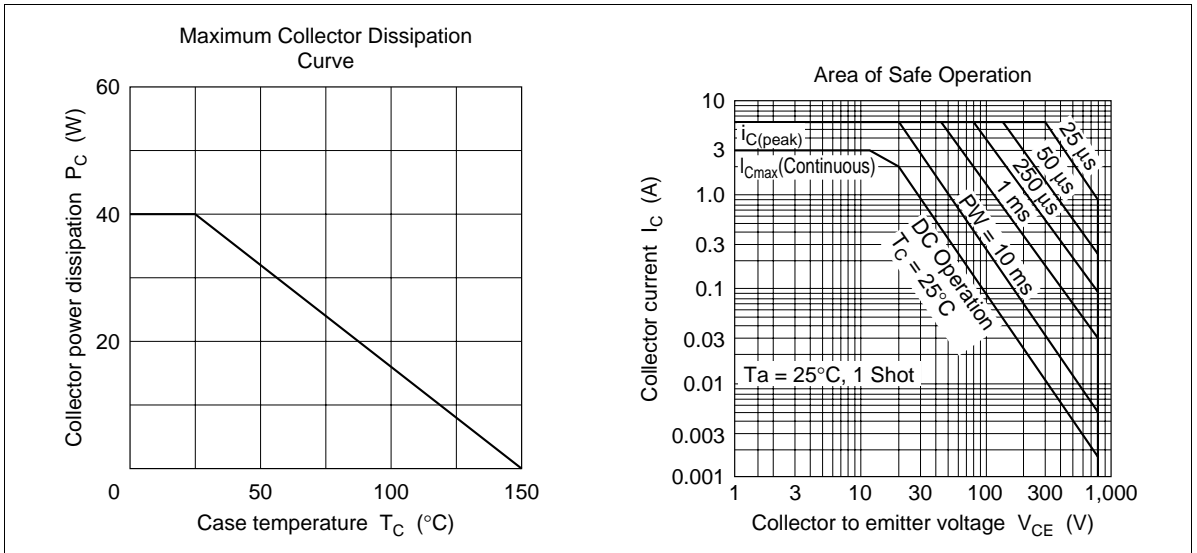 Maximum Collector Dissipation
Curve
60
40
20
0
50
100
150
Collector power dissipation P_C (W)
Case temperature T_C (°C)
Area of Safe Operation
10
3
1.0
0.3
0.1
0.03
0.01
0.003
0.001
1
3
10
30
100
300
1,000
Collector current I_C (A)
Collector to emitter voltage V_CE (V)
i_C(peak)
I_Cmax(Continuous)
25 μs
50 μs
250 μs
1 ms
PW = 10 ms
DC Operation
T_C = 25°C
Ta = 25°C, 1 Shot